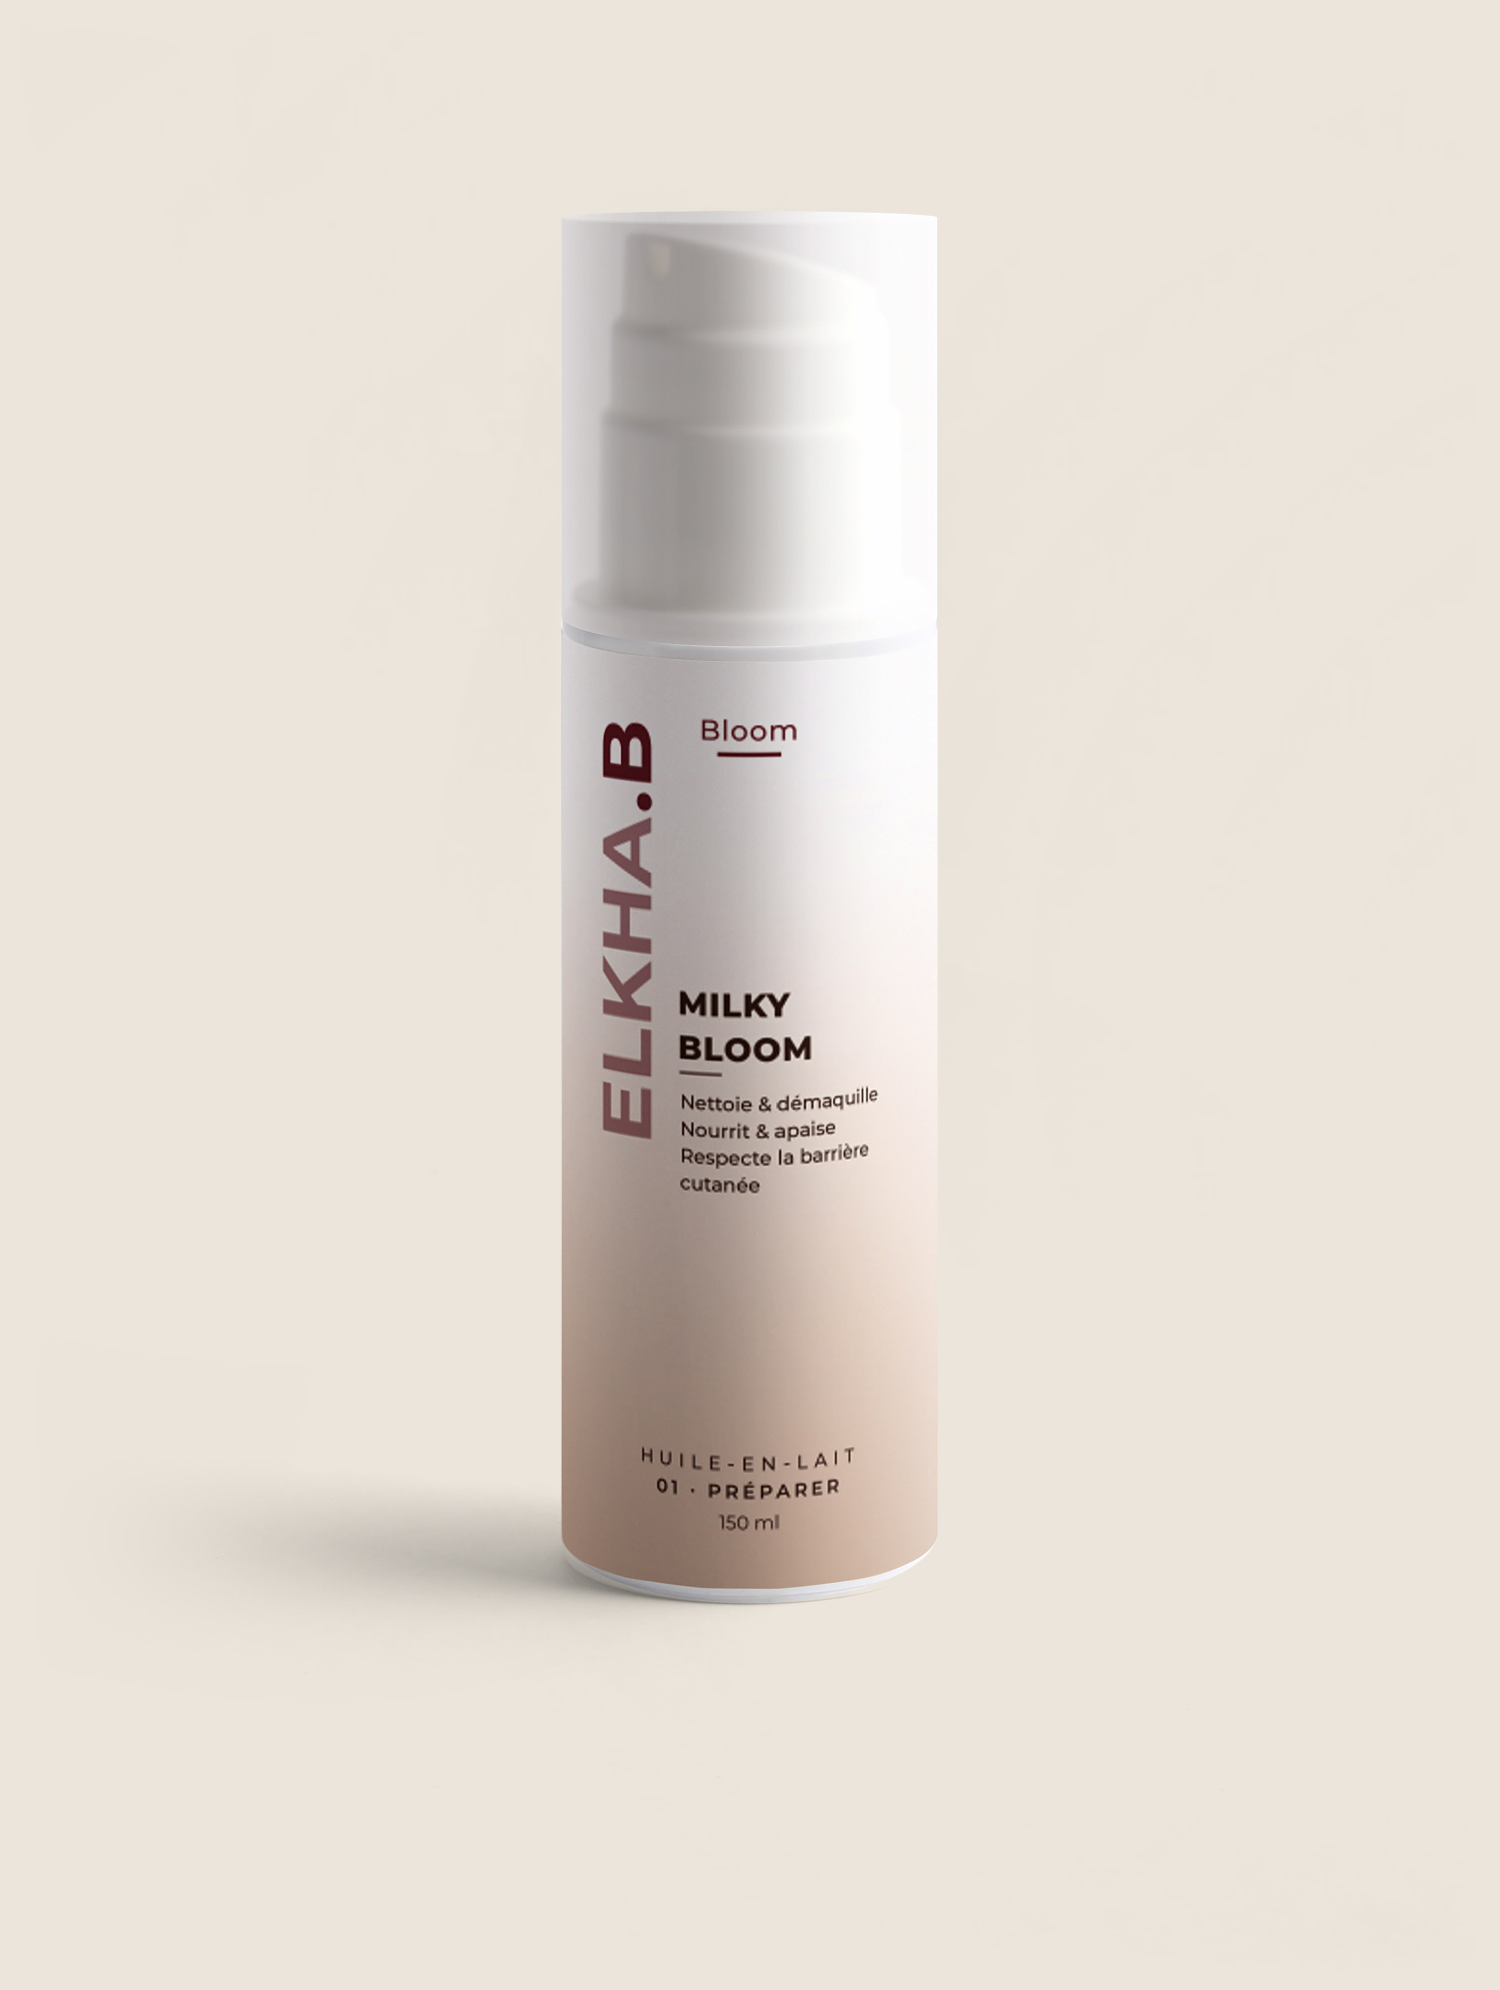 Bloom
ELKHA.B
MILKY
BLOOM
Nettoie & démaquille
Nourrit & apaise
Respecte la barrière
cutanée
HUILE-EN-LAIT
01 · PRÉPARER
150 ml